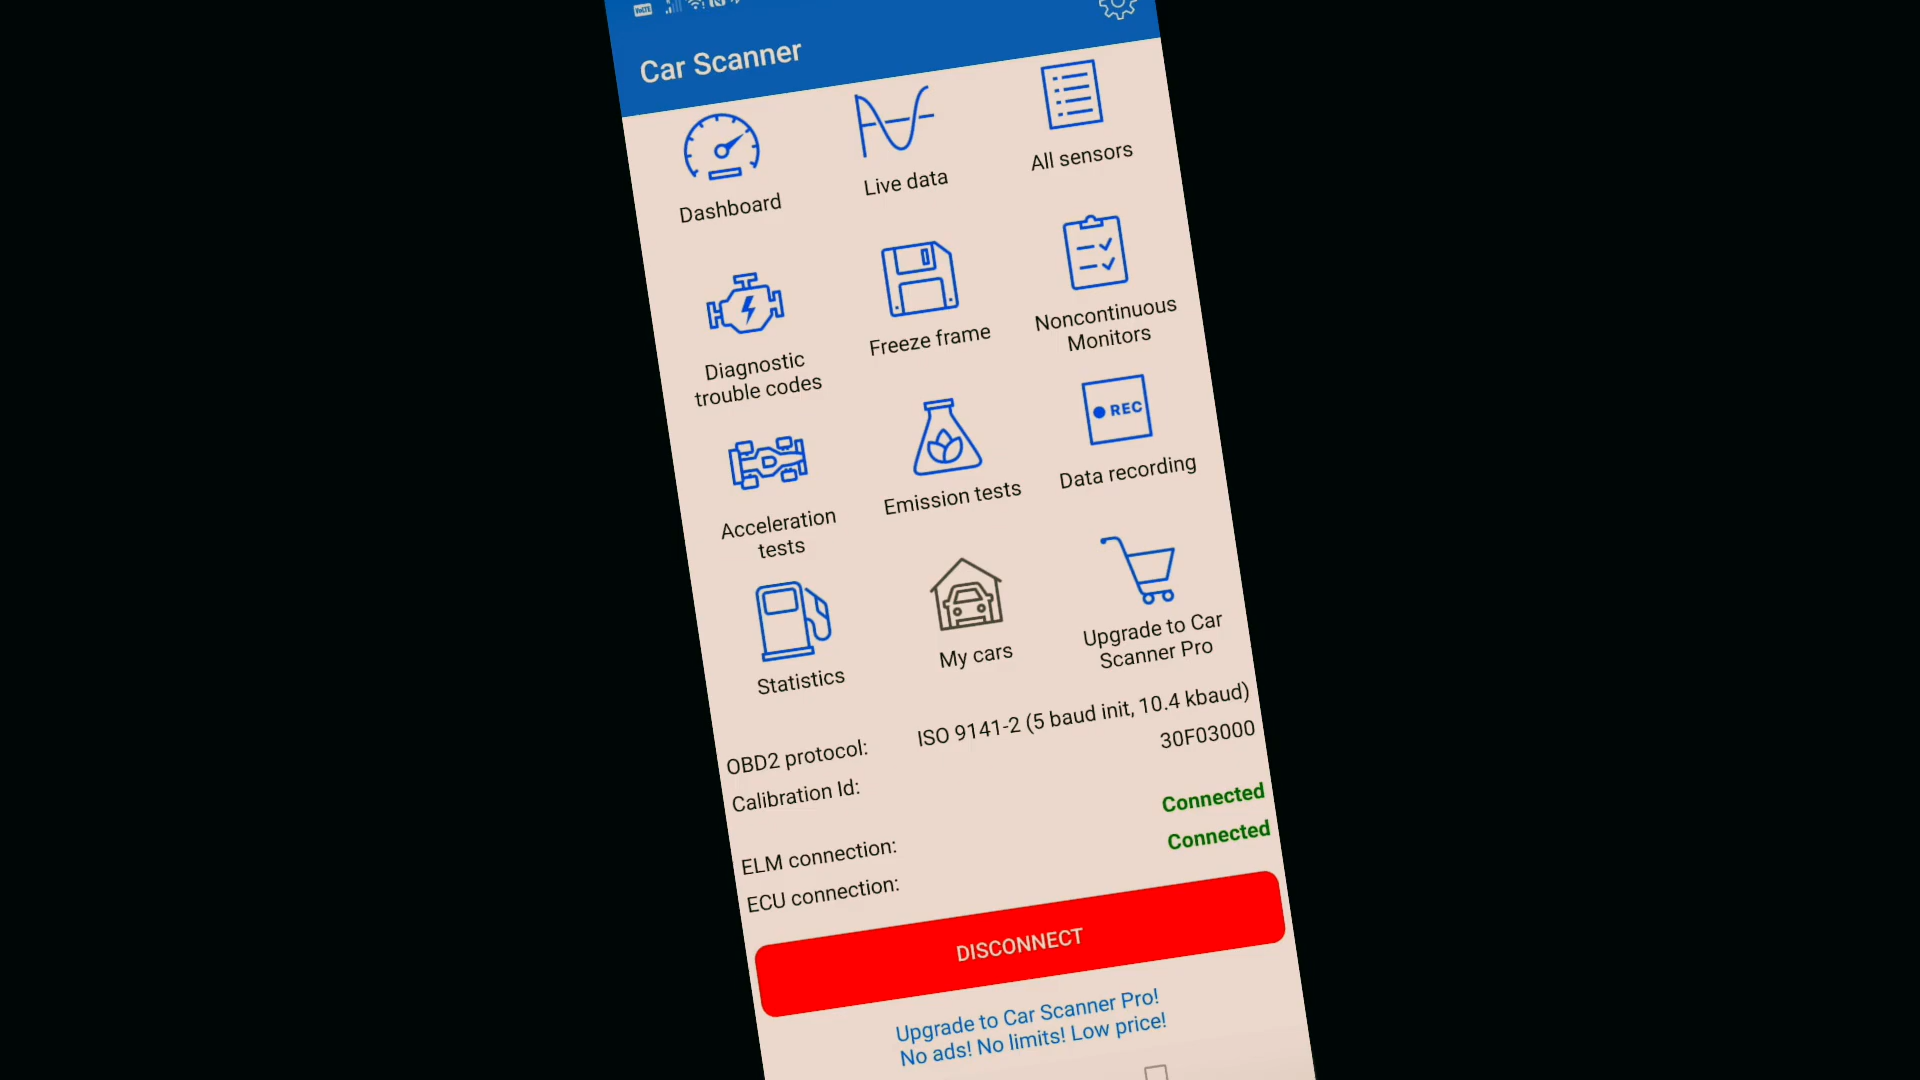 VoLTE
Car Scanner
Dashboard
Live data
All sensors
Diagnostic
trouble codes
Freeze frame
Noncontinuous
Monitors
REC
Acceleration
tests
Emission tests
Data recording
Statistics
My cars
Upgrade to Car
Scanner Pro
OBD2 protocol: ISO 9141-2 (5 baud init, 10.4 kbaud)
Calibration Id: 30F03000
ELM connection: Connected
ECU connection: Connected
DISCONNECT
Upgrade to Car Scanner Pro!
No ads! No limits! Low price!